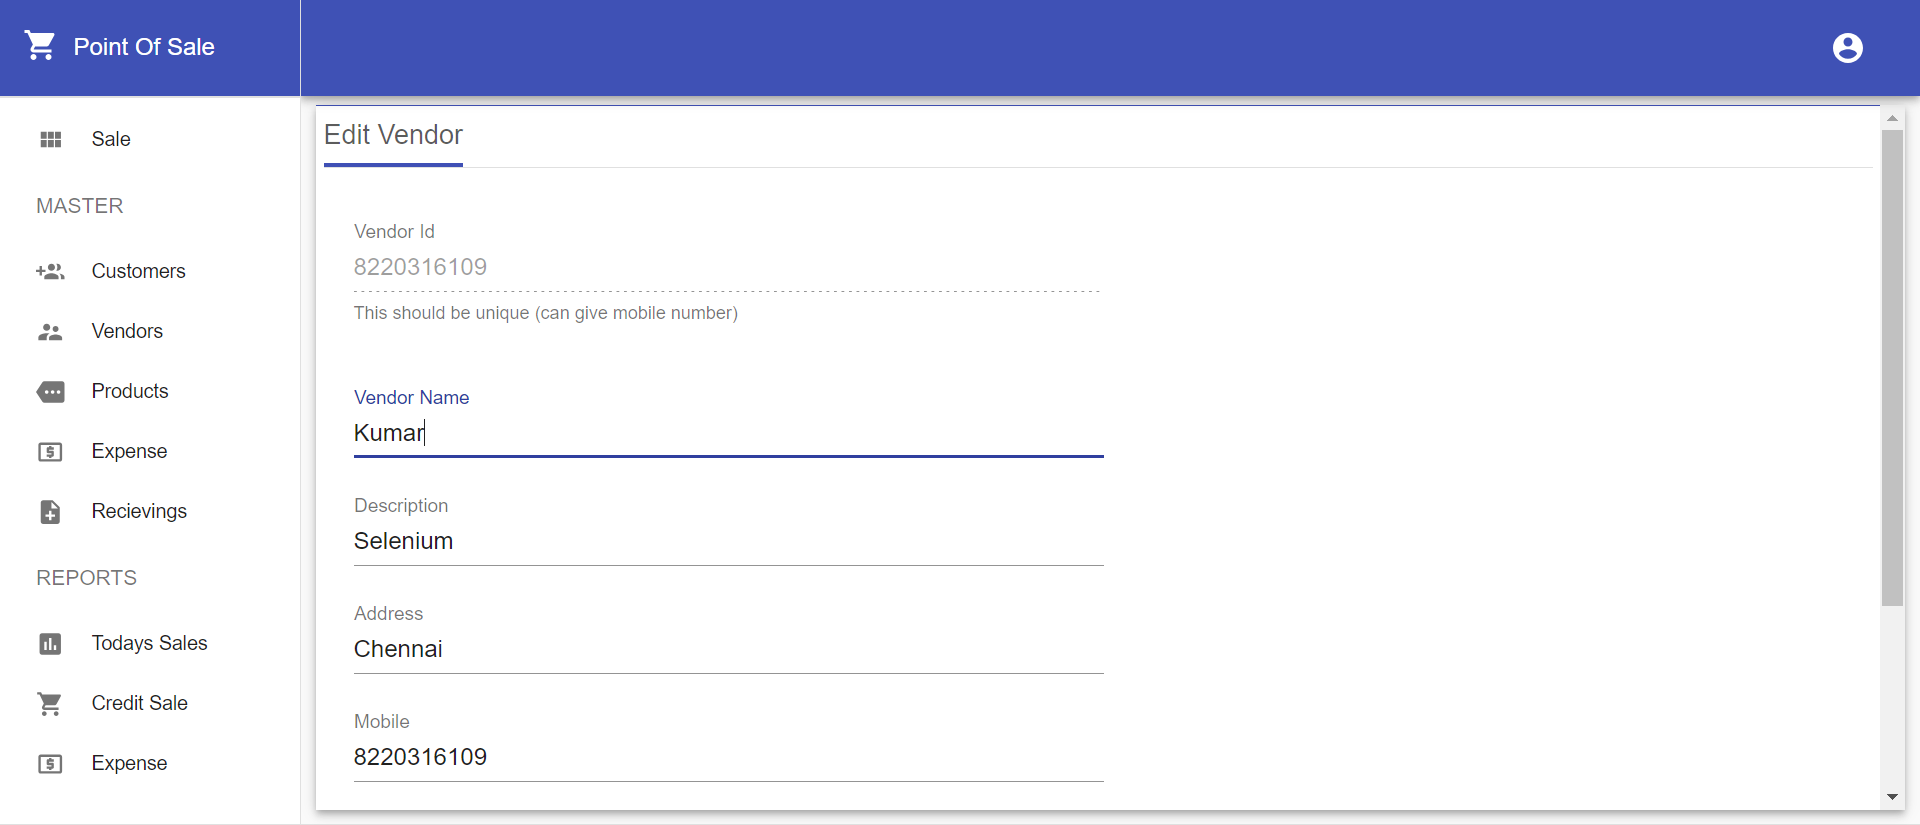 Point Of Sale
Sale
MASTER
Customers
Vendors
Products
Expense
Recievings
REPORTS
Todays Sales
Credit Sale
Expense
Edit Vendor
Vendor Id
8220316109
This should be unique (can give mobile number)
Vendor Name
Kumar
Description
Selenium
Address
Chennai
Mobile
8220316109